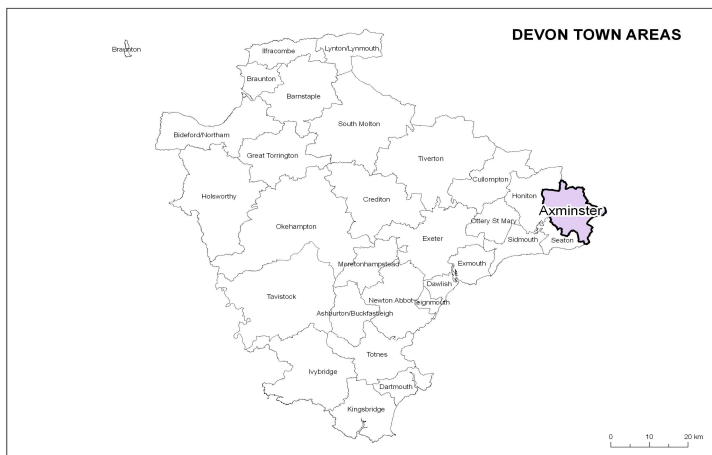 DEVON TOWN AREAS
Braunton
Ilfracombe
Lynton/Lynmouth
Braunton
Barnstaple
South Molton
Bideford/Northam
Great Torrington
Tiverton
Cullompton
Holsworthy
Crediton
Honiton
Axminster
Okehampton
Ottery St Mary
Exeter
Sidmouth
Seaton
Moretonhampstead
Exmouth
Dawlish
Tavistock
Newton Abbot
eignmouth
Ashburton/Buckfastleigh
Totnes
Ivybridge
Dartmouth
Kingsbridge
0 10 20 km